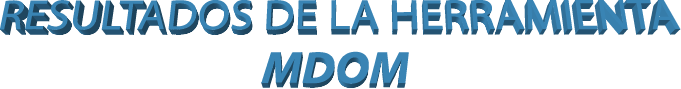 RESULTADOS DE LA HERRAMIENTA
MDOM